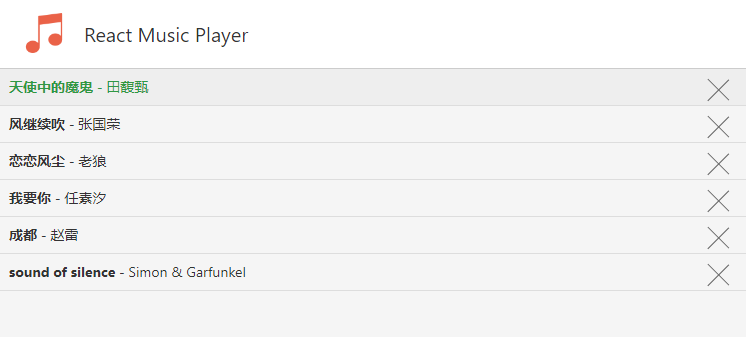 React Music Player
天使中的魔鬼 - 田馥甄
风继续吹 - 张国荣
恋恋风尘 - 老狼
我要你 - 任素汐
成都 - 赵雷
sound of silence - Simon & Garfunkel